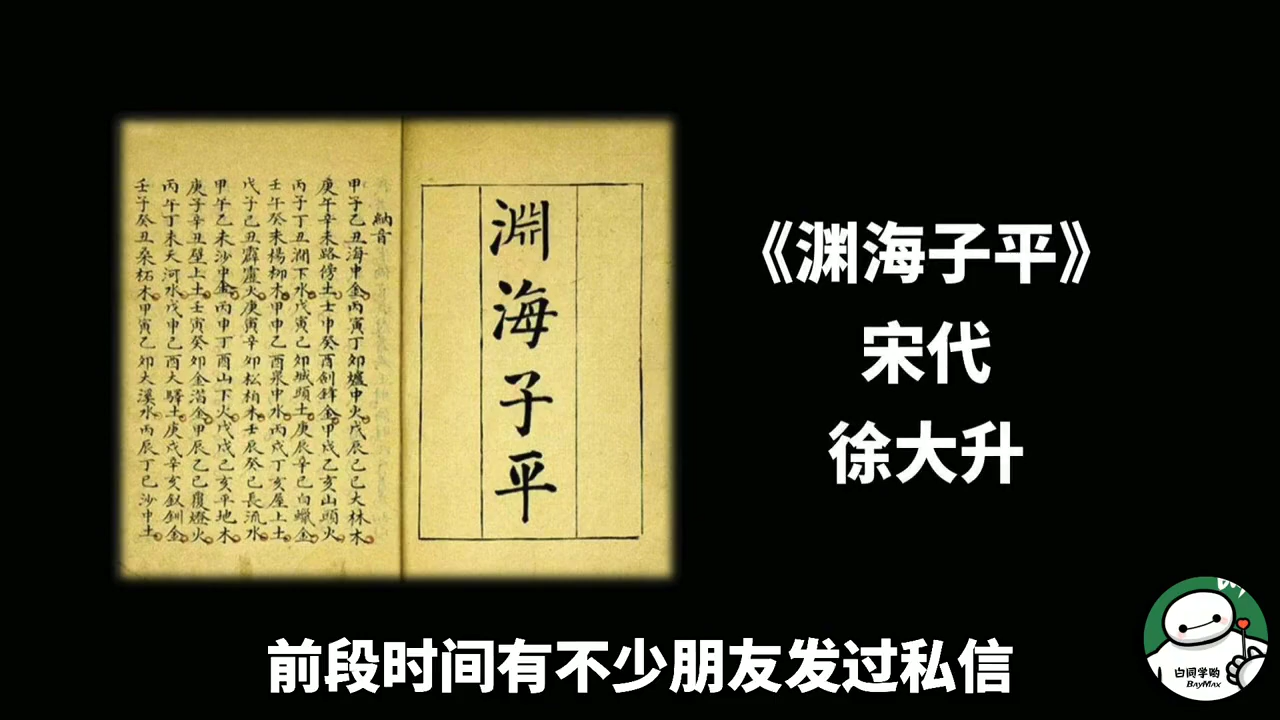 淵海子平
納音
甲子乙丑海中金丙寅丁卯爐中火戊辰己巳大林木
庚午辛未路傍土壬申癸酉劍鋒金甲戌乙亥山頭火
丙子丁丑澗下水戊寅己卯城頭土庚辰辛巳白蠟金
壬午癸未楊柳木甲申乙酉泉中水丙戌丁亥屋上土
戊子己丑霹靂火庚寅辛卯松栢木壬辰癸巳長流水
甲午乙未沙中金丙申丁酉山下火戊戌己亥平地木
庚子辛丑壁上土壬寅癸卯金箔金甲辰乙巳覆燈火
丙午丁未天河水戊申己酉大驛土庚戌辛亥釵釧金
壬子癸丑桑柘木甲寅乙卯大溪水丙辰丁巳沙中土
《渊海子平》
宋代
徐大升
前段时间有不少朋友发过私信
白同学哟
BAYMAX